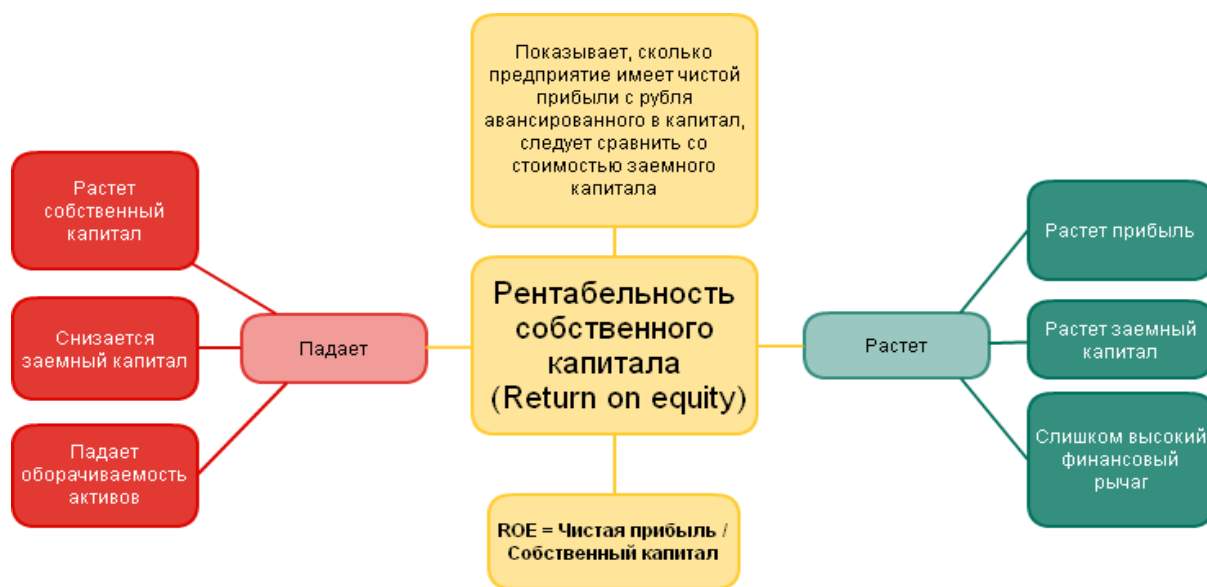 Показывает, сколько
предприятие имеет чистой
прибыли с рубля
авансированного в капитал,
следует сравнить со
стоимостью заемного
капитала
Растет
собственный
капитал
Снизается
заемный капитал
Падает
оборачиваемость
активов
Падает
Рентабельность
собственного
капитала
(Return on equity)
Растет
Растет прибыль
Растет заемный
капитал
Слишком высокий
финансовый
рычаг
ROE = Чистая прибыль /
Собственный капитал